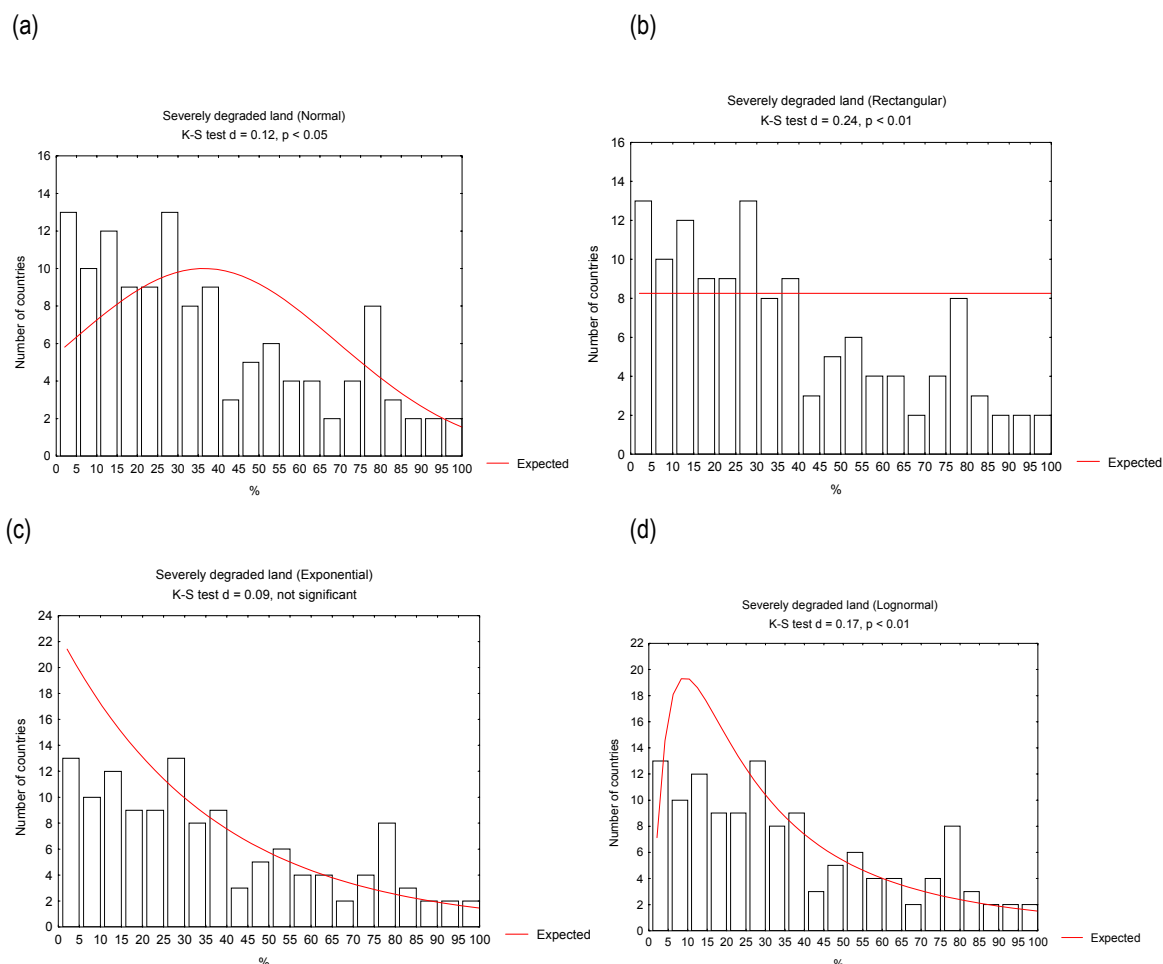 (a)
Severely degraded land (Normal)
K-S test d = 0.12, p < 0.05
16
14
12
10
8
6
4
2
0
Number of countries
0 5 10 15 20 25 30 35 40 45 50 55 60 65 70 75 80 85 90 95 100
%
Expected
(b)
Severely degraded land (Rectangular)
K-S test d = 0.24, p < 0.01
16
14
12
10
8
6
4
2
0
Number of countries
0 5 10 15 20 25 30 35 40 45 50 55 60 65 70 75 80 85 90 95 100
%
Expected
(c)
Severely degraded land (Exponential)
K-S test d = 0.09, not significant
24
22
20
18
16
14
12
10
8
6
4
2
0
Number of countries
0 5 10 15 20 25 30 35 40 45 50 55 60 65 70 75 80 85 90 95 100
%
Expected
(d)
Severely degraded land (Lognormal)
K-S test d = 0.17, p < 0.01
22
20
18
16
14
12
10
8
6
4
2
0
Number of countries
0 5 10 15 20 25 30 35 40 45 50 55 60 65 70 75 80 85 90 95 100
%
Expected